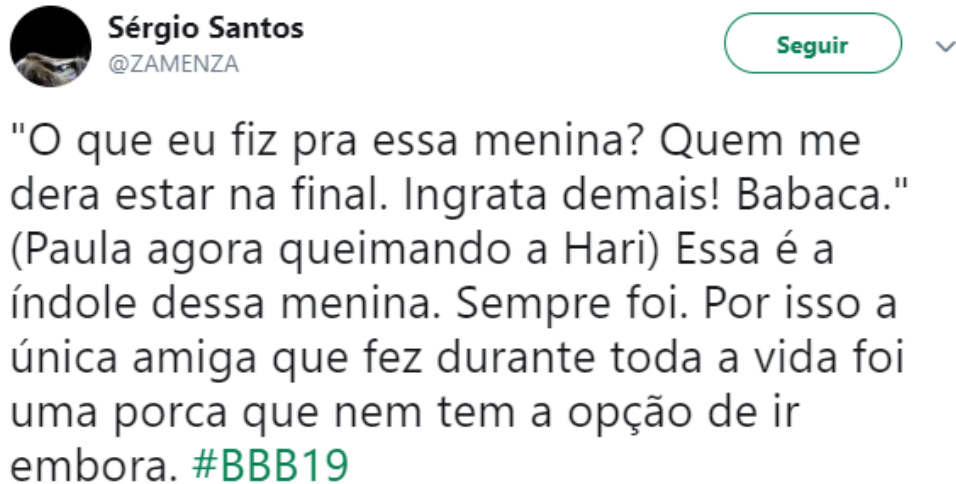 Sérgio Santos
@ZAMENZA
Seguir
"O que eu fiz pra essa menina? Quem me
dera estar na final. Ingrata demais! Babaca."
(Paula agora queimando a Hari) Essa é a
índole dessa menina. Sempre foi. Por isso a
única amiga que fez durante toda a vida foi
uma porca que nem tem a opção de ir
embora. #BBB19